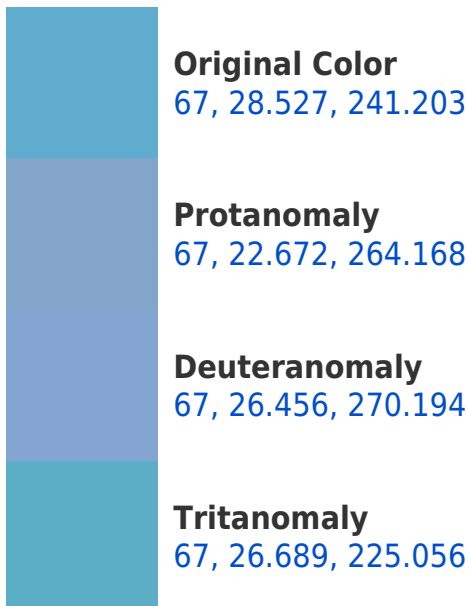 Original Color
67, 28.527, 241.203
Protanomaly
67, 22.672, 264.168
Deuteranomaly
67, 26.456, 270.194
Tritanomaly
67, 26.689, 225.056